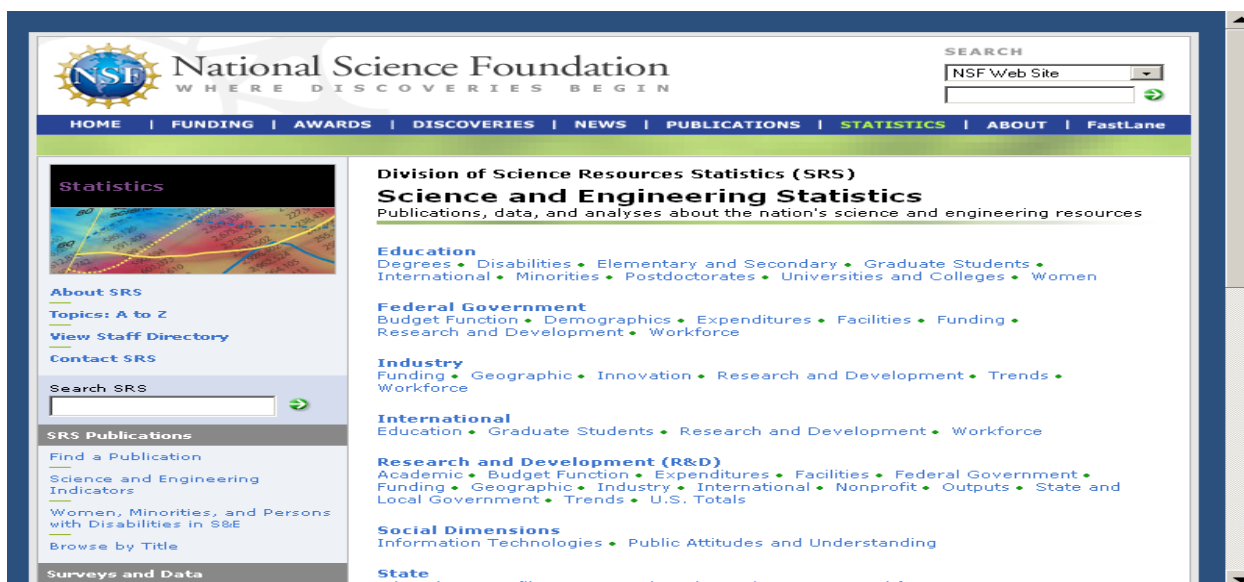 National Science Foundation
WHERE DISCOVERIES BEGIN
SEARCH
NSF Web Site
HOME | FUNDING | AWARDS | DISCOVERIES | NEWS | PUBLICATIONS | STATISTICS | ABOUT | FastLane
Statistics
About SRS
Topics: A to Z
View Staff Directory
Contact SRS
Search SRS
SRS Publications
Find a Publication
Science and Engineering
Indicators
Women, Minorities, and Persons
with Disabilities in S&E
Browse by Title
Surveys and Data
Division of Science Resources Statistics (SRS)
Science and Engineering Statistics
Publications, data, and analyses about the nation's science and engineering resources
Education
Degrees • Disabilities • Elementary and Secondary • Graduate Students •
International • Minorities • Postdoctorates • Universities and Colleges • Women
Federal Government
Budget Function • Demographics • Expenditures • Facilities • Funding •
Research and Development • Workforce
Industry
Funding • Geographic • Innovation • Research and Development • Trends •
Workforce
International
Education • Graduate Students • Research and Development • Workforce
Research and Development (R&D)
Academic • Budget Function • Expenditures • Facilities • Federal Government •
Funding • Geographic • Industry • International • Nonprofit • Outputs • State and
Local Government • Trends • U.S. Totals
Social Dimensions
Information Technologies • Public Attitudes and Understanding
State